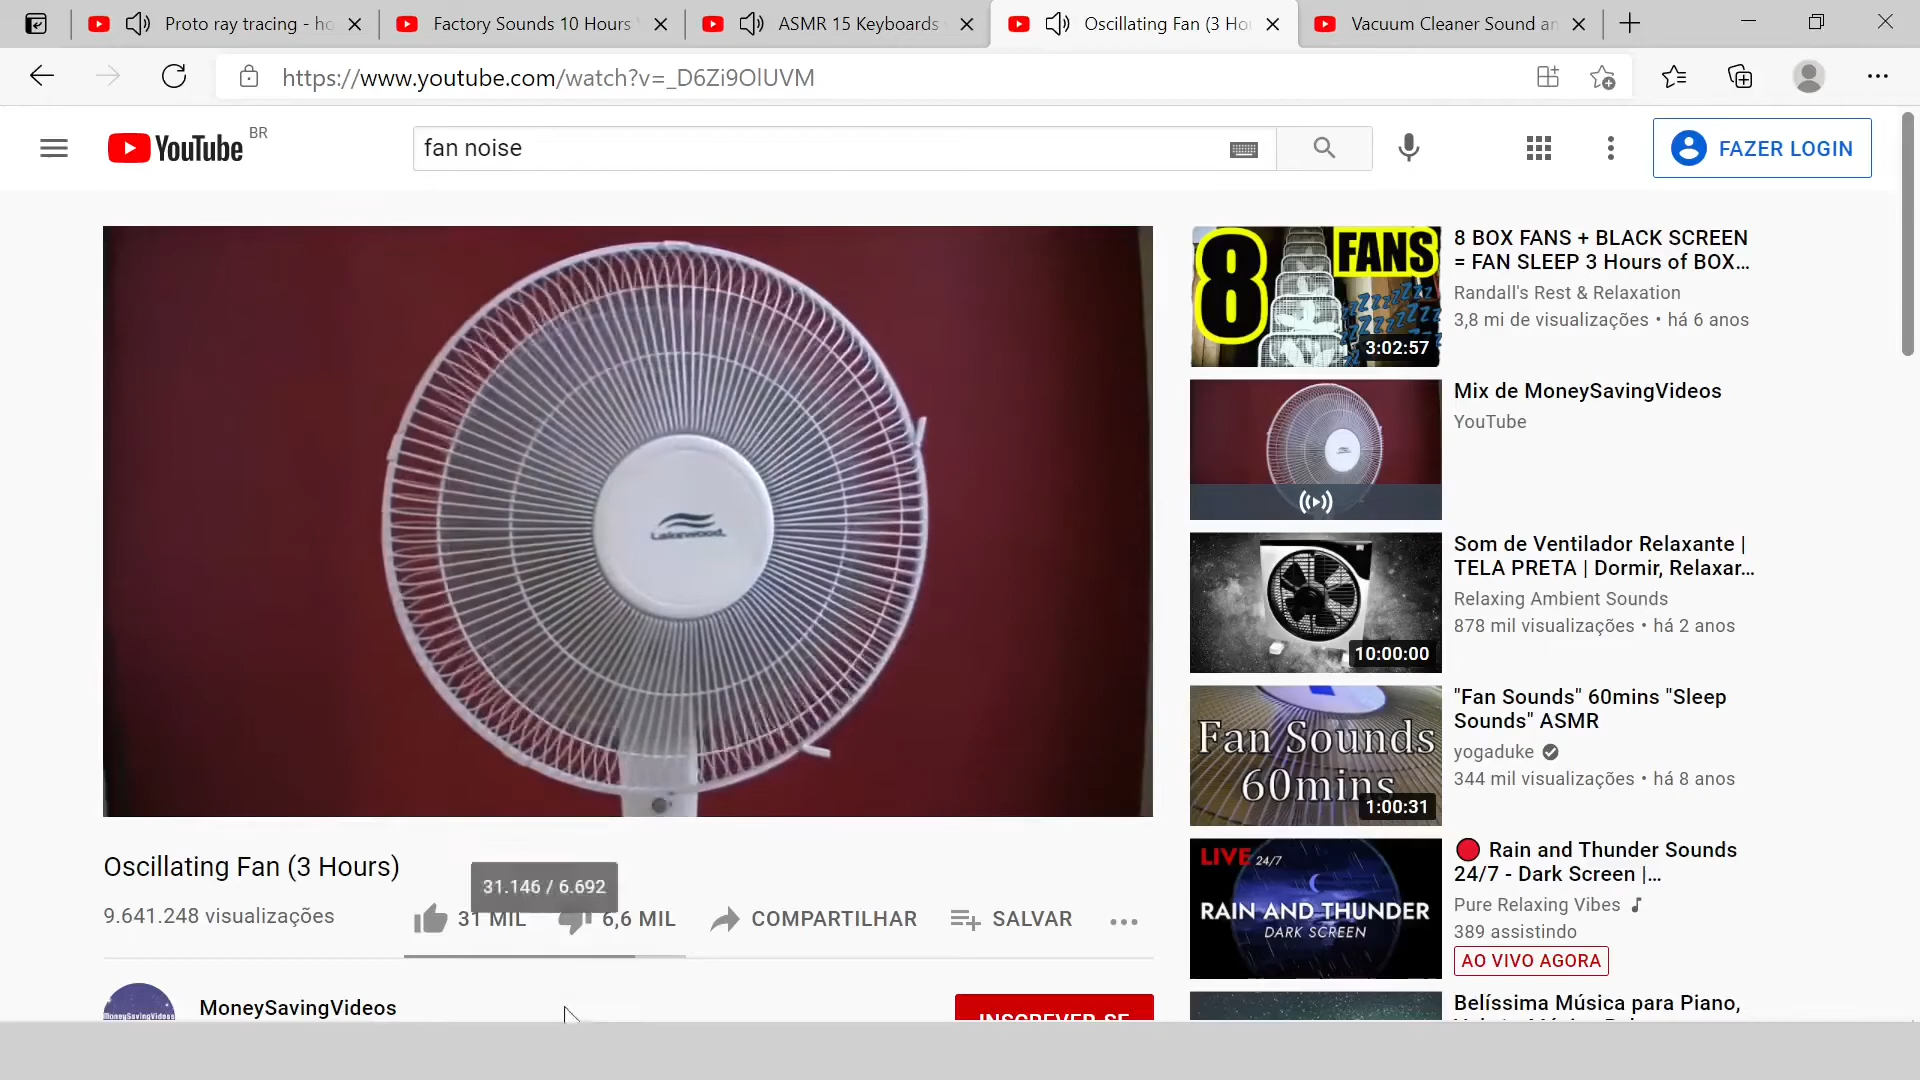 Proto ray tracing - ho
Factory Sounds 10 Hours
ASMR 15 Keyboards
Oscillating Fan (3 Ho
Vacuum Cleaner Sound an
https://www.youtube.com/watch?v=_D6Zi9OlUVM
YouTube BR
fan noise
FAZER LOGIN
Lakewood
Oscillating Fan (3 Hours)
31.146 / 6.692
9.641.248 visualizações
31 MIL
6,6 MIL
COMPARTILHAR
SALVAR
MoneySavingVideos
MoneySavingVideos
INSCREVER-SE
8 FANS
3:02:57
8 BOX FANS + BLACK SCREEN
= FAN SLEEP 3 Hours of BOX...
Randall's Rest & Relaxation
3,8 mi de visualizações • há 6 anos
Mix de MoneySavingVideos
YouTube
10:00:00
Som de Ventilador Relaxante |
TELA PRETA | Dormir, Relaxar...
Relaxing Ambient Sounds
878 mil visualizações • há 2 anos
Fan Sounds
60mins
1:00:31
"Fan Sounds" 60mins "Sleep
Sounds" ASMR
yogaduke
344 mil visualizações • há 8 anos
LIVE 24/7
RAIN AND THUNDER
DARK SCREEN
Rain and Thunder Sounds
24/7 - Dark Screen |...
Pure Relaxing Vibes
389 assistindo
AO VIVO AGORA
Belíssima Música para Piano,